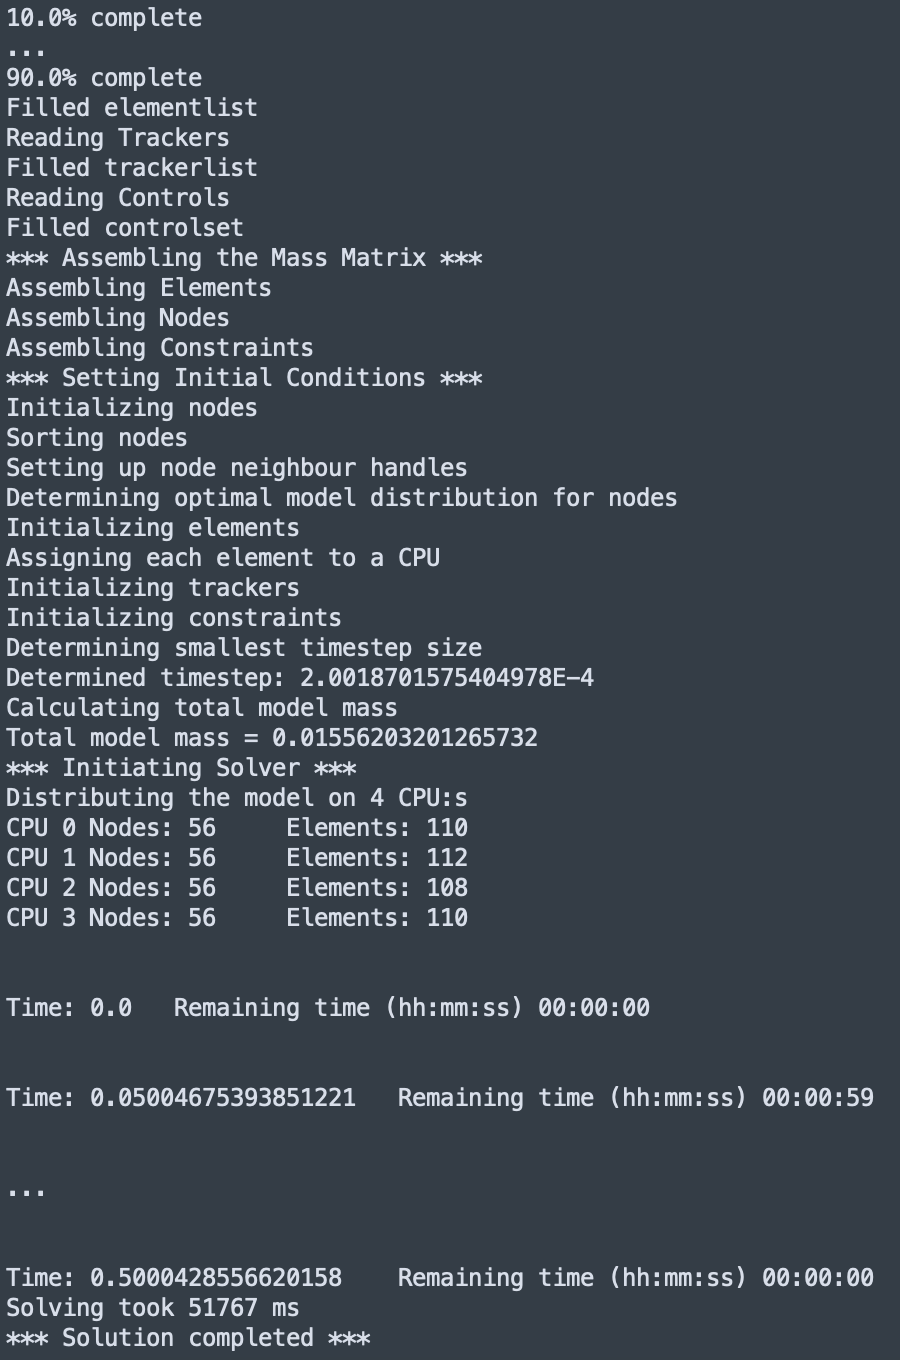 10.0% complete
...
90.0% complete
Filled elementlist
Reading Trackers
Filled trackerlist
Reading Controls
Filled controlset
*** Assembling the Mass Matrix ***
Assembling Elements
Assembling Nodes
Assembling Constraints
*** Setting Initial Conditions ***
Initializing nodes
Sorting nodes
Setting up node neighbour handles
Determining optimal model distribution for nodes
Initializing elements
Assigning each element to a CPU
Initializing trackers
Initializing constraints
Determining smallest timestep size
Determined timestep: 2.0018701575404978E-4
Calculating total model mass
Total model mass = 0.01556203201265732
*** Initiating Solver ***
Distributing the model on 4 CPU:s
CPU 0 Nodes: 56     Elements: 110
CPU 1 Nodes: 56     Elements: 112
CPU 2 Nodes: 56     Elements: 108
CPU 3 Nodes: 56     Elements: 110
Time: 0.0   Remaining time (hh:mm:ss) 00:00:00
Time: 0.05004675393851221   Remaining time (hh:mm:ss) 00:00:59
...
Time: 0.5000428556620158    Remaining time (hh:mm:ss) 00:00:00
Solving took 51767 ms
*** Solution completed ***